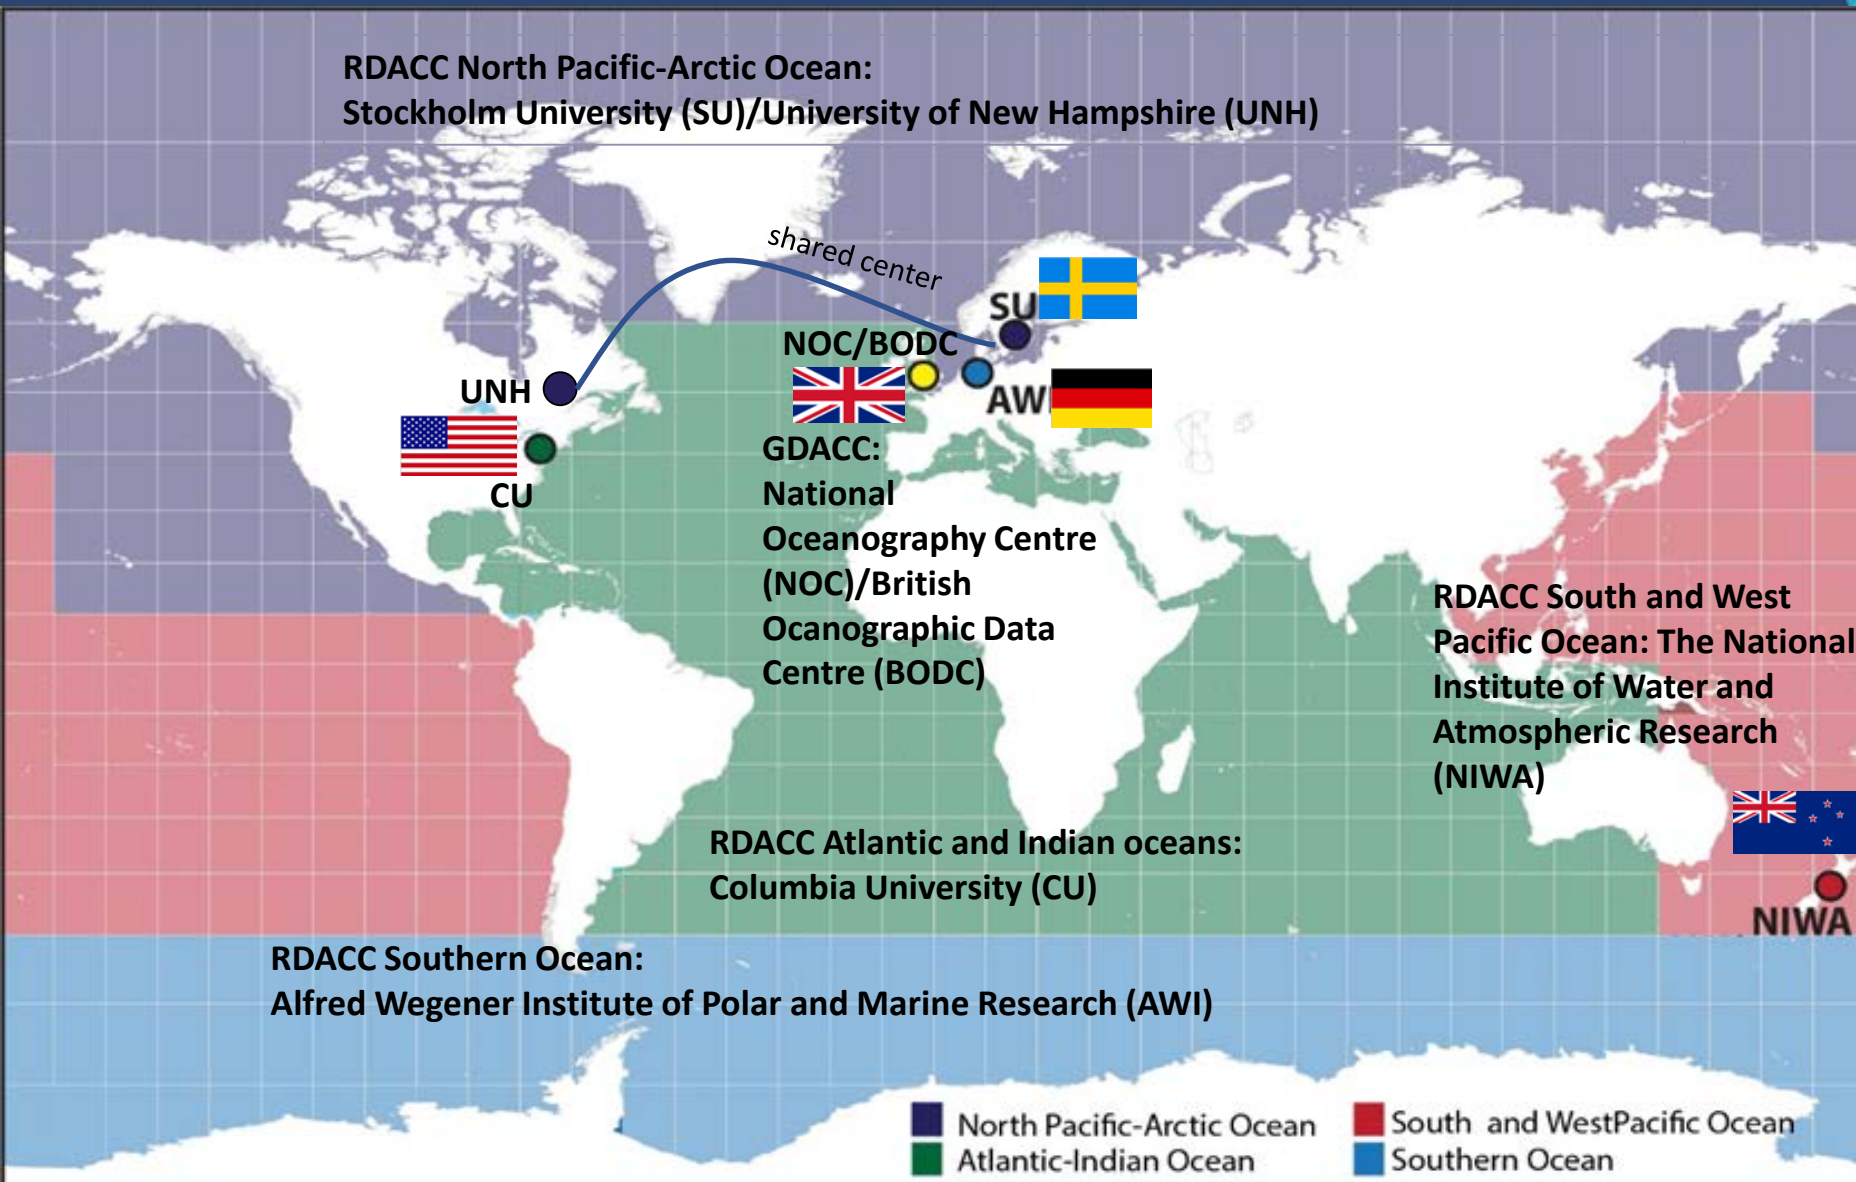 RDACC North Pacific-Arctic Ocean:
Stockholm University (SU)/University of New Hampshire (UNH)
shared center
SU
NOC/BODC
UNH
AWI
CU
GDACC:
National
Oceanography Centre
(NOC)/British
Ocanographic Data
Centre (BODC)
RDACC South and West
Pacific Ocean: The National
Institute of Water and
Atmospheric Research
(NIWA)
RDACC Atlantic and Indian oceans:
Columbia University (CU)
NIWA
RDACC Southern Ocean:
Alfred Wegener Institute of Polar and Marine Research (AWI)
North Pacific-Arctic Ocean
Atlantic-Indian Ocean
South and WestPacific Ocean
Southern Ocean